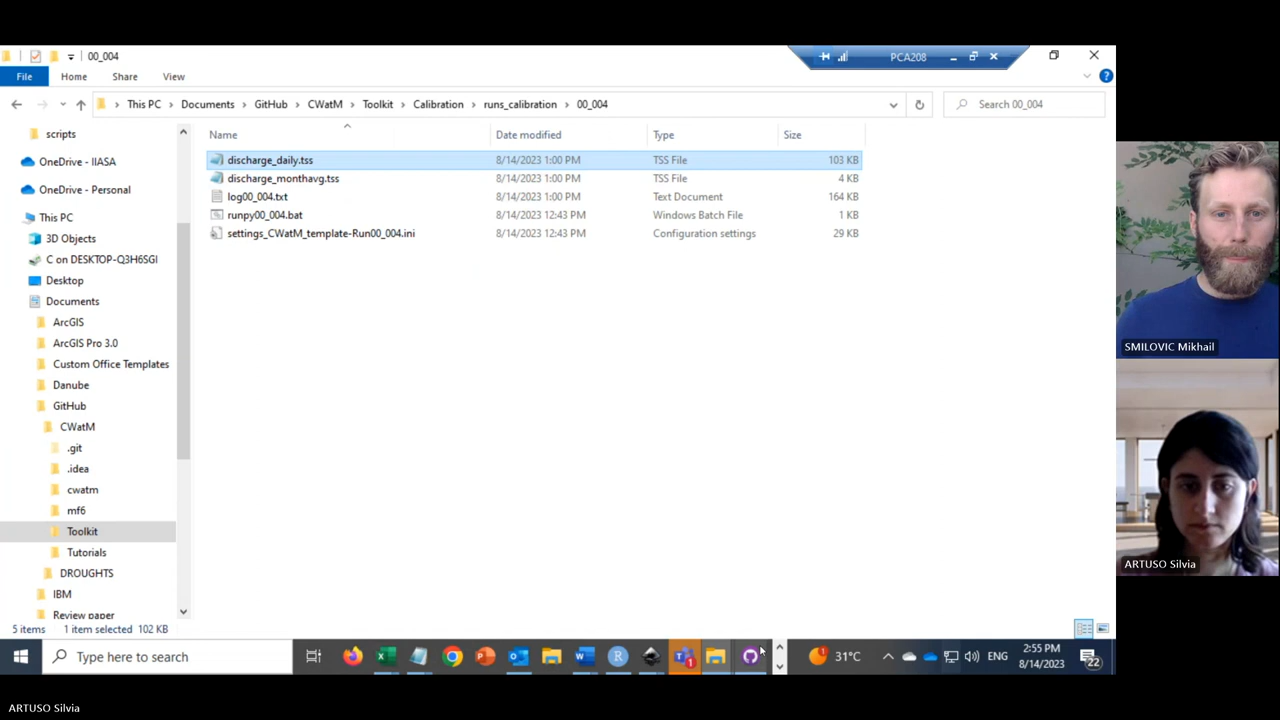 00_004
PCA208
File
Home
Share
View
This PC
Documents
GitHub
CWatM
Toolkit
Calibration
runs_calibration
00_004
Search 00_004
Name
Date modified
Type
Size
discharge_daily.tss 8/14/2023 1:00 PM TSS File 103 KB
discharge_monthavg.tss 8/14/2023 1:00 PM TSS File 4 KB
log00_004.txt 8/14/2023 1:00 PM Text Document 164 KB
runpy00_004.bat 8/14/2023 12:43 PM Windows Batch File 1 KB
settings_CWatM_template-Run00_004.ini 8/14/2023 12:43 PM Configuration settings 29 KB
scripts
OneDrive - IIASA
OneDrive - Personal
This PC
3D Objects
C on DESKTOP-Q3H6SGI
Desktop
Documents
ArcGIS
ArcGIS Pro 3.0
Custom Office Templates
Danube
GitHub
CWatM
.git
.idea
cwatm
mf6
Toolkit
Tutorials
DROUGHTS
IBM
Review paper
5 items 1 item selected 102 KB
Type here to search
31°C
ENG
2:55 PM
8/14/2023
22
SMILOVIC Mikhail
ARTUSO Silvia
ARTUSO Silvia